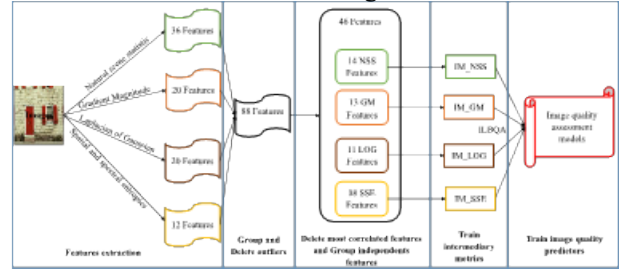 36 Features
Natural scene statistic
Gradient Magnitude
20 Features
Laplacian of Gaussian
20 Features
Spatial and spectral entropy
12 Features
Features extraction
88 Features
Group and
Delete outliers
46 Features
14 NSS
Features
13 GM
Features
11 LOG
Features
08 SSE
Features
Delete most correlated features
and Group independents
features
IM_NSS
IM_GM
ILBQA
IM_LOG
IM_SSE
Train
intermediary
metrics
Image quality
assessment
models
Train image quality
predictors